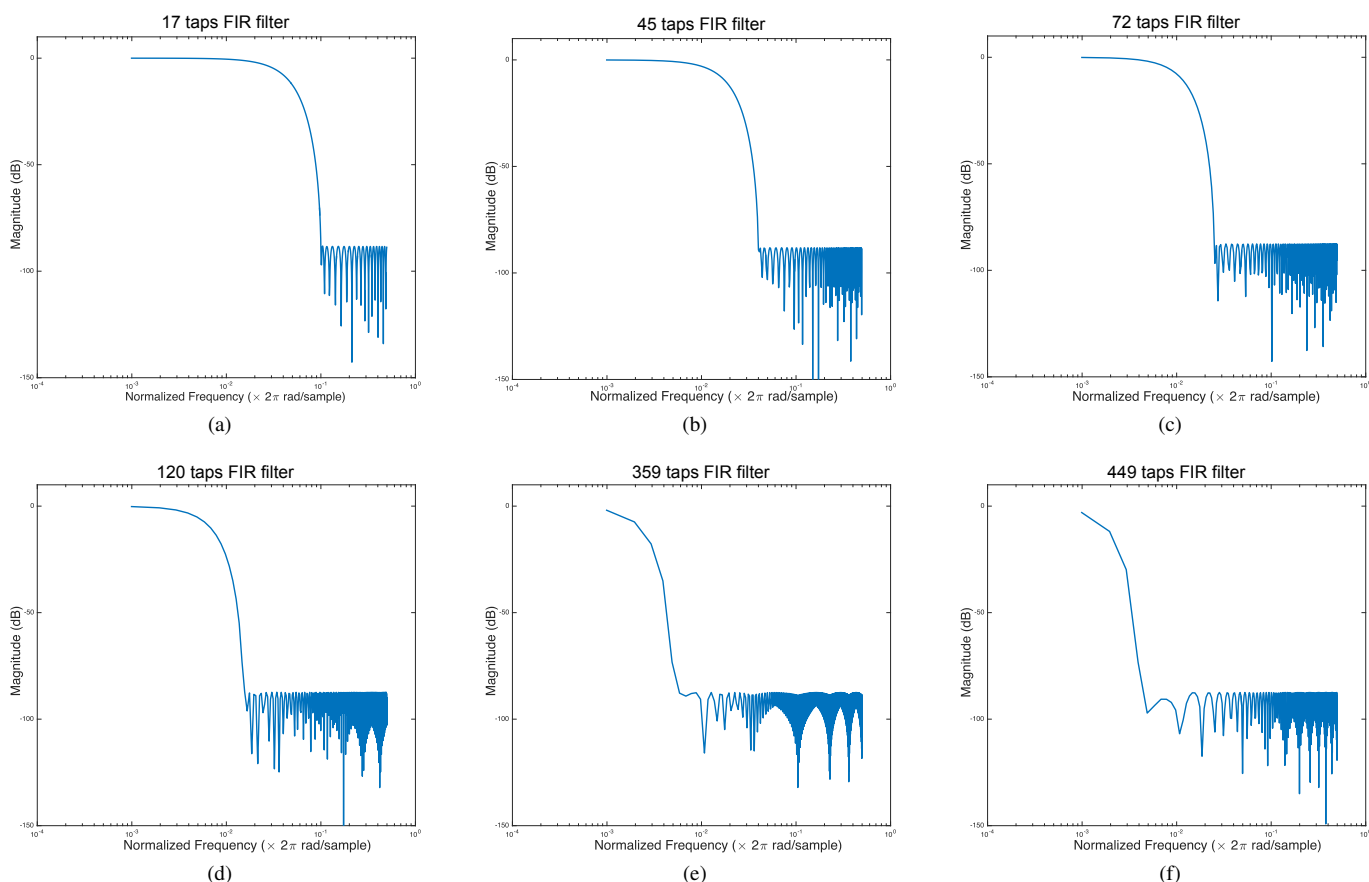 17 taps FIR filter
Magnitude (dB)
0
-50
-100
-150
10⁻⁴ 10⁻³ 10⁻² 10⁻¹ 10⁰
Normalized Frequency (× 2π rad/sample)
(a)
45 taps FIR filter
Magnitude (dB)
0
-50
-100
-150
10⁻⁴ 10⁻³ 10⁻² 10⁻¹ 10⁰
Normalized Frequency (× 2π rad/sample)
(b)
72 taps FIR filter
Magnitude (dB)
0
-50
-100
-150
10⁻⁴ 10⁻³ 10⁻² 10⁻¹ 10⁰
Normalized Frequency (× 2π rad/sample)
(c)
120 taps FIR filter
Magnitude (dB)
0
-50
-100
-150
10⁻⁴ 10⁻³ 10⁻² 10⁻¹ 10⁰
Normalized Frequency (× 2π rad/sample)
(d)
359 taps FIR filter
Magnitude (dB)
0
-50
-100
-150
10⁻⁴ 10⁻³ 10⁻² 10⁻¹ 10⁰
Normalized Frequency (× 2π rad/sample)
(e)
449 taps FIR filter
Magnitude (dB)
0
-50
-100
-150
10⁻⁴ 10⁻³ 10⁻² 10⁻¹ 10⁰
Normalized Frequency (× 2π rad/sample)
(f)